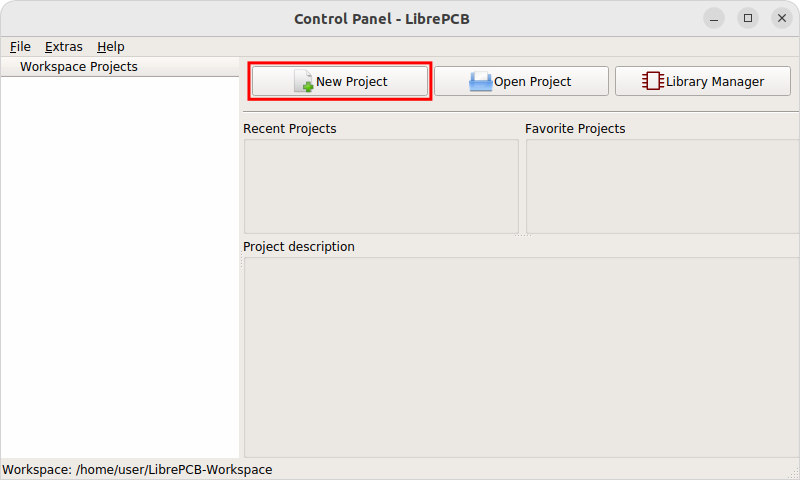 Control Panel - LibrePCB
File Extras Help
Workspace Projects
New Project
Open Project
Library Manager
Recent Projects
Favorite Projects
Project description
Workspace: /home/user/LibrePCB-Workspace